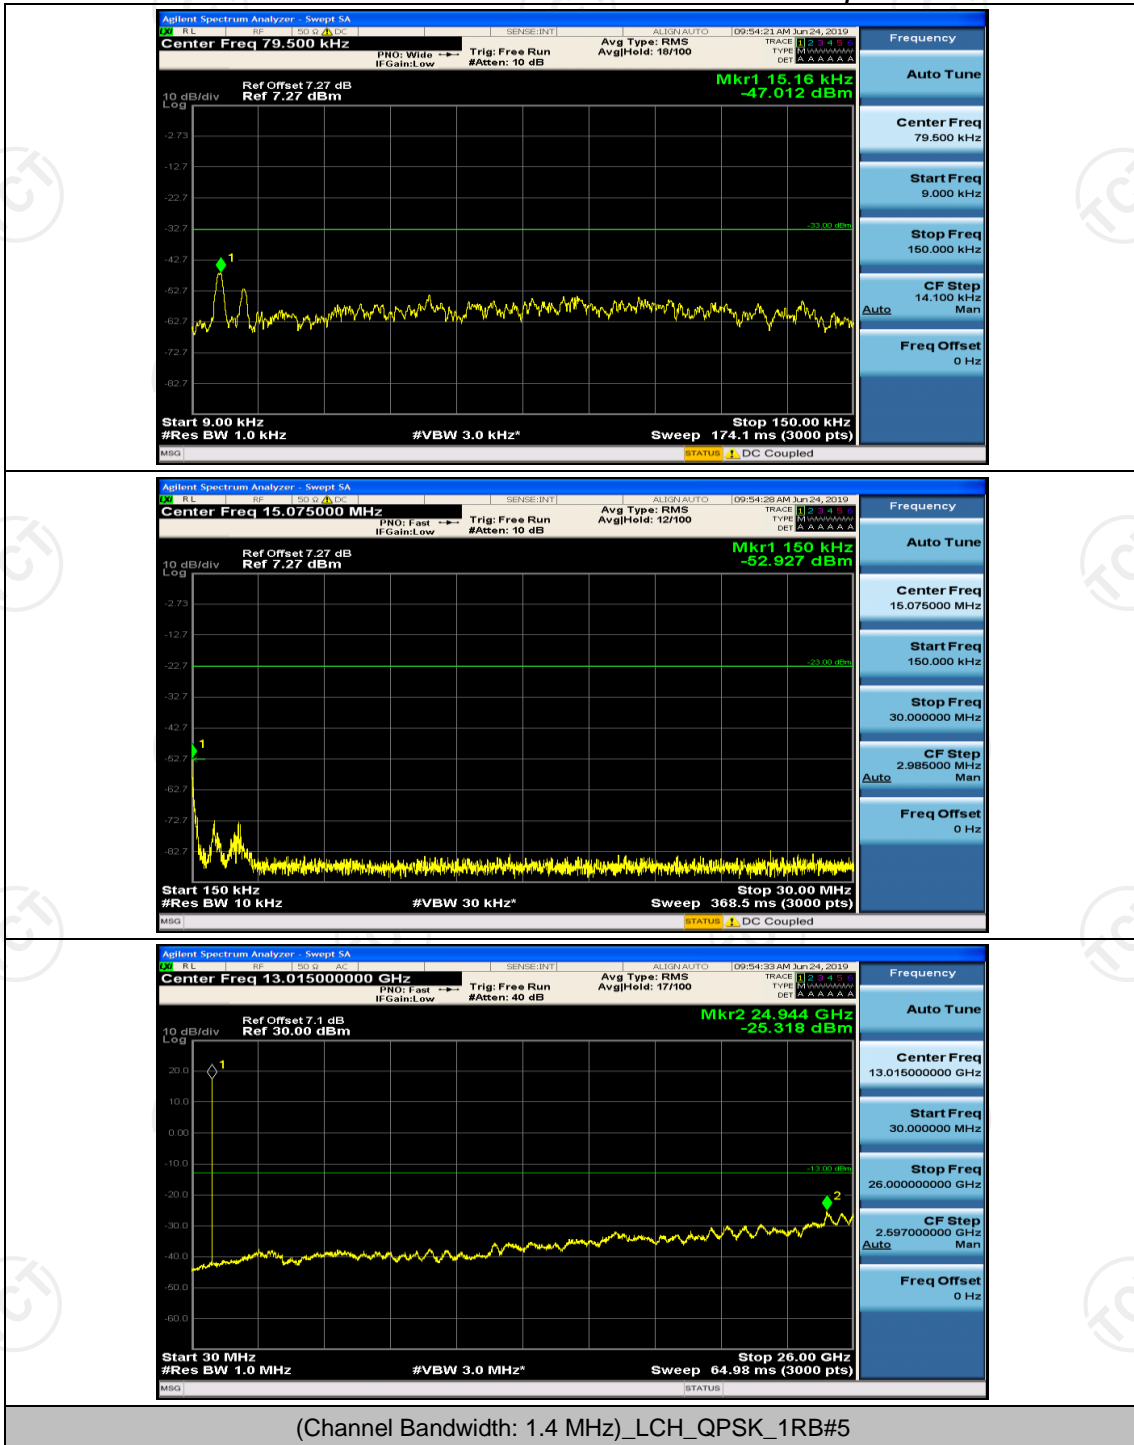 Agilent Spectrum Analyzer - Swept SA
LXI RL RF 50 Ω DC SENSE:INT ALIGN AUTO 09:54:21 AM Jun 24, 2019
Center Freq 79.500 kHz
PNO: Wide
IFGain:Low
Trig: Free Run
#Atten: 10 dB
Avg Type: RMS
Avg|Hold: 18/100
TRACE 1 2 3 4 5 6
TYPE M WWWWW
DET A A A A A A
Mkr1 15.16 kHz
-47.012 dBm
Ref Offset 7.27 dB
10 dB/div Ref 7.27 dBm
Log
-2.73
-12.7
-22.7
-32.7
-33.00 dBm
1
-42.7
-52.7
-62.7
-72.7
-82.7
Start 9.00 kHz Stop 150.00 kHz
#Res BW 1.0 kHz #VBW 3.0 kHz* Sweep 174.1 ms (3000 pts)
MSG STATUS DC Coupled
Frequency
Auto Tune
Center Freq
79.500 kHz
Start Freq
9.000 kHz
Stop Freq
150.000 kHz
CF Step
14.100 kHz
Auto Man
Freq Offset
0 Hz
Agilent Spectrum Analyzer - Swept SA
LXI RL RF 50 Ω DC SENSE:INT ALIGN AUTO 09:54:28 AM Jun 24, 2019
Center Freq 15.075000 MHz
PNO: Fast
IFGain:Low
Trig: Free Run
#Atten: 10 dB
Avg Type: RMS
Avg|Hold: 12/100
TRACE 1 2 3 4 5 6
TYPE M WWWWW
DET A A A A A A
Mkr1 150 kHz
-52.927 dBm
Ref Offset 7.27 dB
10 dB/div Ref 7.27 dBm
Log
-2.73
-12.7
-22.7
-23.00 dBm
-32.7
-42.7
1
-52.7
-62.7
-72.7
-82.7
Start 150 kHz Stop 30.00 MHz
#Res BW 10 kHz #VBW 30 kHz* Sweep 368.5 ms (3000 pts)
MSG STATUS DC Coupled
Frequency
Auto Tune
Center Freq
15.075000 MHz
Start Freq
150.000 kHz
Stop Freq
30.000000 MHz
CF Step
2.985000 MHz
Auto Man
Freq Offset
0 Hz
Agilent Spectrum Analyzer - Swept SA
LXI RL RF 50 Ω AC SENSE:INT ALIGN AUTO 09:54:33 AM Jun 24, 2019
Center Freq 13.015000000 GHz
PNO: Fast
IFGain:Low
Trig: Free Run
#Atten: 40 dB
Avg Type: RMS
Avg|Hold: 17/100
TRACE 1 2 3 4 5 6
TYPE M WWWWW
DET A A A A A A
Mkr2 24.944 GHz
-25.318 dBm
Ref Offset 7.1 dB
10 dB/div Ref 30.00 dBm
Log
1
20.0
10.0
0.00
-10.0
-13.00 dBm
-20.0
2
-30.0
-40.0
-50.0
-60.0
Start 30 MHz Stop 26.00 GHz
#Res BW 1.0 MHz #VBW 3.0 MHz* Sweep 64.98 ms (3000 pts)
MSG STATUS
Frequency
Auto Tune
Center Freq
13.015000000 GHz
Start Freq
30.000000 MHz
Stop Freq
26.000000000 GHz
CF Step
2.597000000 GHz
Auto Man
Freq Offset
0 Hz
(Channel Bandwidth: 1.4 MHz)_LCH_QPSK_1RB#5